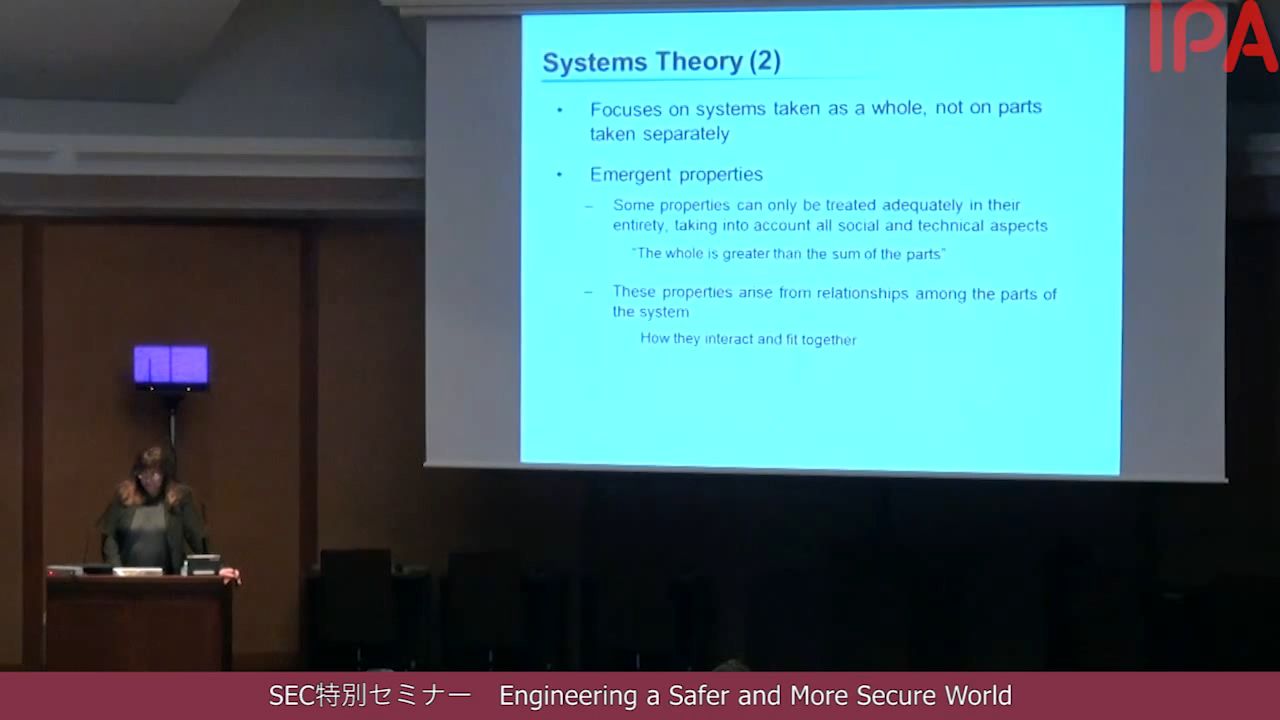 IPA
Systems Theory (2)
• Focuses on systems taken as a whole, not on parts
taken separately
• Emergent properties
– Some properties can only be treated adequately in their
entirety, taking into account all social and technical aspects
"The whole is greater than the sum of the parts"
– These properties arise from relationships among the parts of
the system
How they interact and fit together
SEC特別セミナー　Engineering a Safer and More Secure World